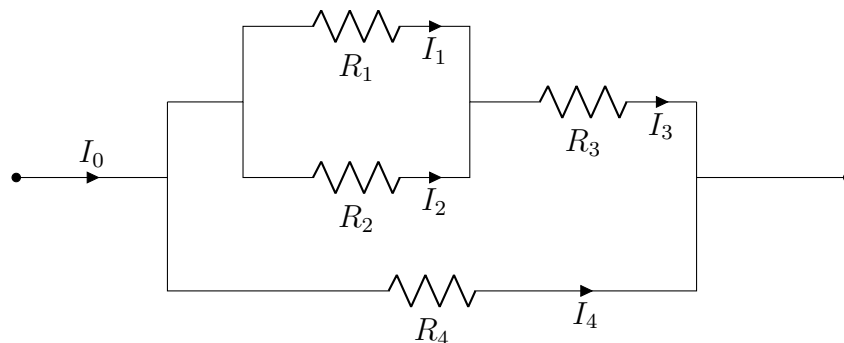 R₁
I₁
I₀
R₃
I₃
R₂
I₂
R₄
I₄